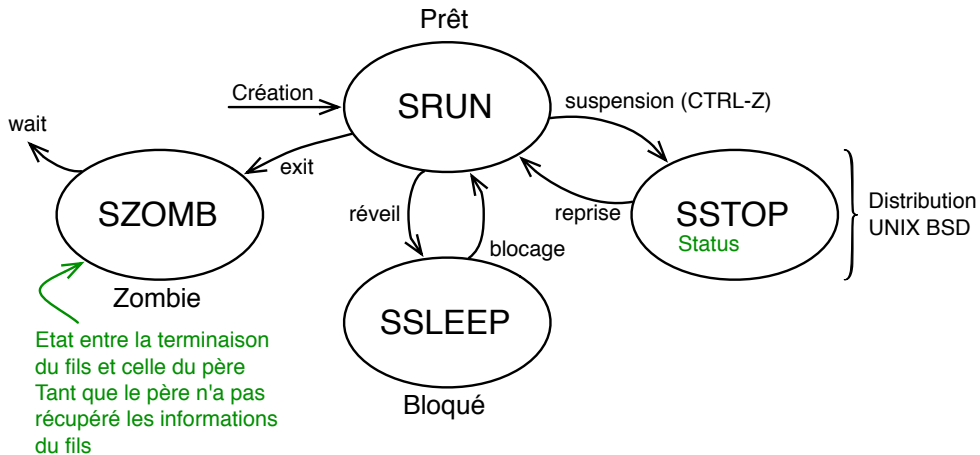 Prêt
Création
SRUN
suspension (CTRL-Z)
wait
exit
SZOMB
réveil
reprise
SSTOP
Status
Distribution
UNIX BSD
blocage
Zombie
SSLEEP
Bloqué
Etat entre la terminaison
du fils et celle du père
Tant que le père n'a pas
récupéré les informations
du fils